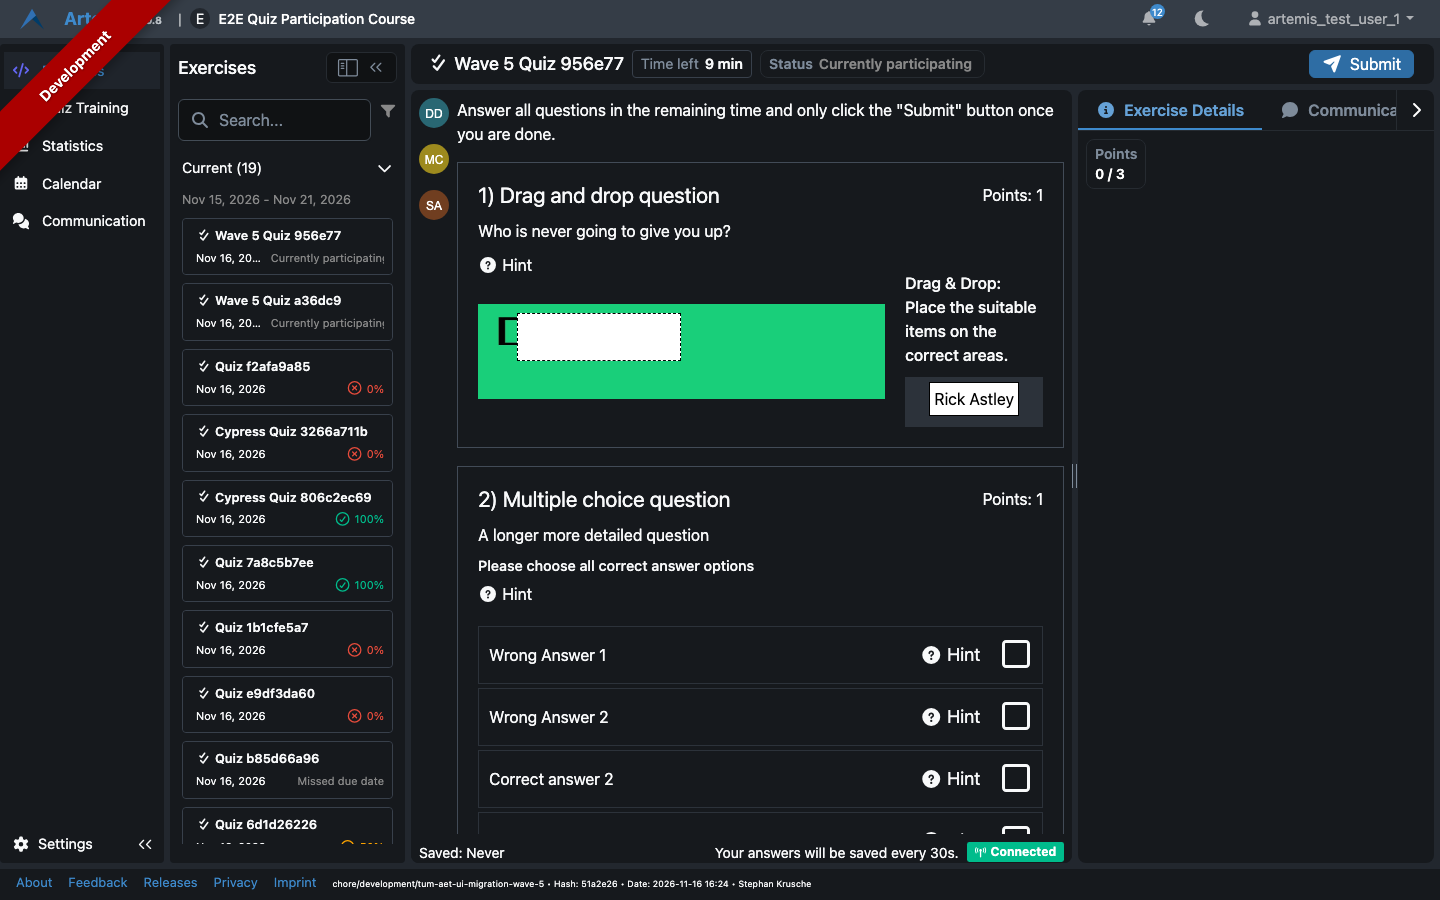 Development
E
E2E Quiz Participation Course
12
artemis_test_user_1
Quiz Training
Statistics
Calendar
Communication
Settings
Exercises
Search...
Current (19)
Nov 15, 2026 - Nov 21, 2026
Wave 5 Quiz 956e77
Nov 16, 20... Currently participating
Wave 5 Quiz a36dc9
Nov 16, 20... Currently participating
Quiz f2afa9a85
Nov 16, 2026 0%
Cypress Quiz 3266a711b
Nov 16, 2026 0%
Cypress Quiz 806c2ec69
Nov 16, 2026 100%
Quiz 7a8c5b7ee
Nov 16, 2026 100%
Quiz 1b1cfe5a7
Nov 16, 2026 0%
Quiz e9df3da60
Nov 16, 2026 0%
Quiz b85d66a96
Nov 16, 2026 Missed due date
Quiz 6d1d26226
Wave 5 Quiz 956e77
Time left 9 min
Status Currently participating
Submit
DD
MC
SA
Answer all questions in the remaining time and only click the "Submit" button once
you are done.
1) Drag and drop question
Points: 1
Who is never going to give you up?
Hint
Drag & Drop:
Place the suitable
items on the
correct areas.
Rick Astley
2) Multiple choice question
Points: 1
A longer more detailed question
Please choose all correct answer options
Hint
Wrong Answer 1 Hint
Wrong Answer 2 Hint
Correct answer 2 Hint
Saved: Never
Your answers will be saved every 30s.
Connected
Exercise Details
Communica
Points
0 / 3
About Feedback Releases Privacy Imprint
chore/development/tum-aet-ui-migration-wave-5 • Hash: 51a2e26 • Date: 2026-11-16 16:24 • Stephan Krusche